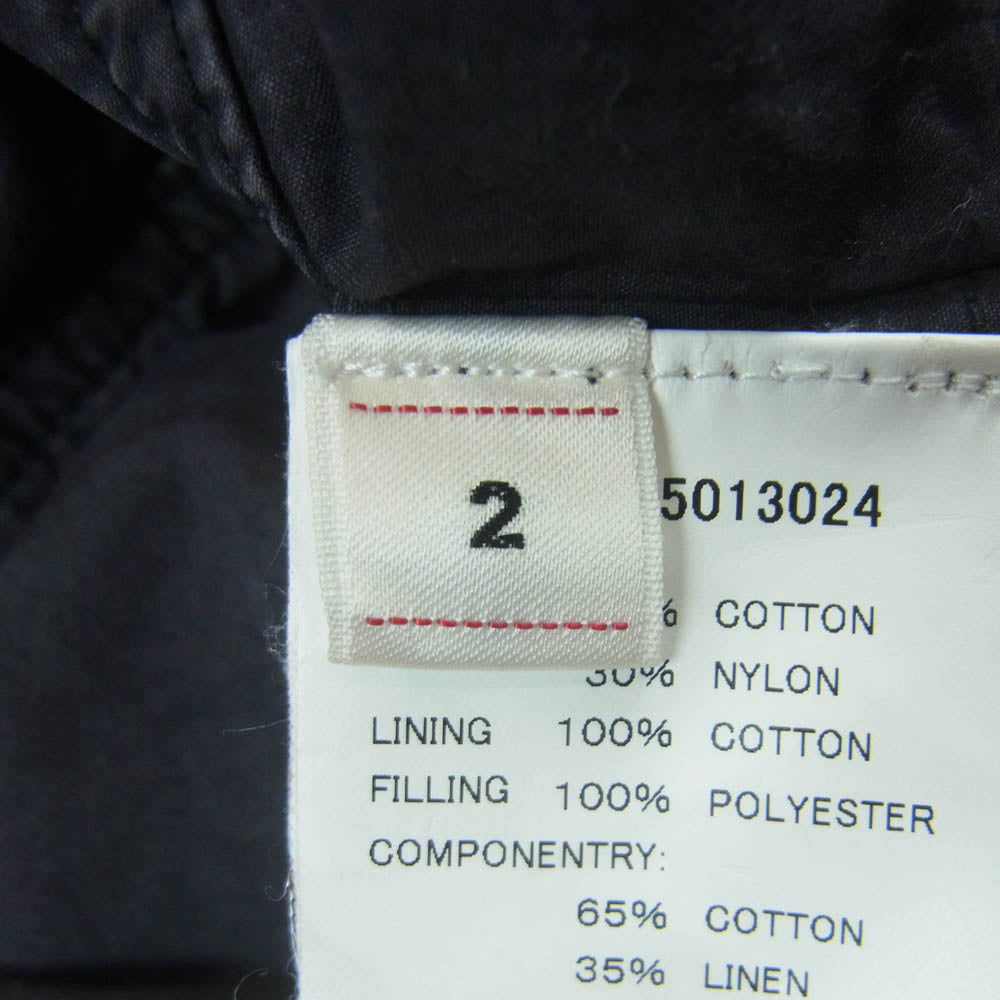 2
5013024
% COTTON
30% NYLON
LINING 100% COTTON
FILLING 100% POLYESTER
COMPONENTRY:
65% COTTON
35% LINEN